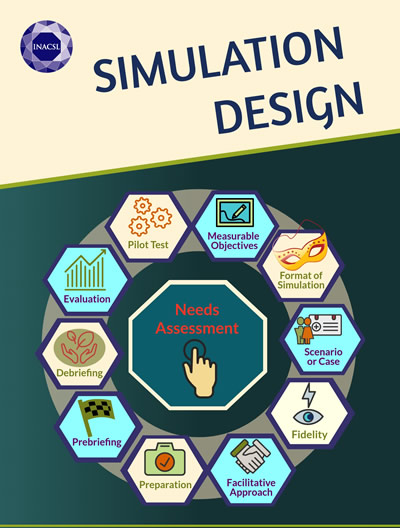 INACSL
SIMULATION
DESIGN
Needs
Assessment
Measurable
Objectives
Format of
Simulation
Scenario
or Case
Fidelity
Facilitative
Approach
Preparation
Prebriefing
Debriefing
Evaluation
Pilot Test